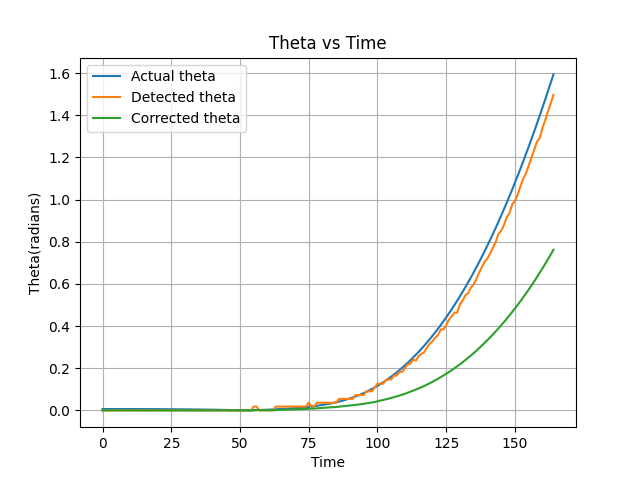 Theta vs Time
Actual theta
Detected theta
Corrected theta
Theta(radians)
1.6
1.4
1.2
1.0
0.8
0.6
0.4
0.2
0.0
0 25 50 75 100 125 150
Time